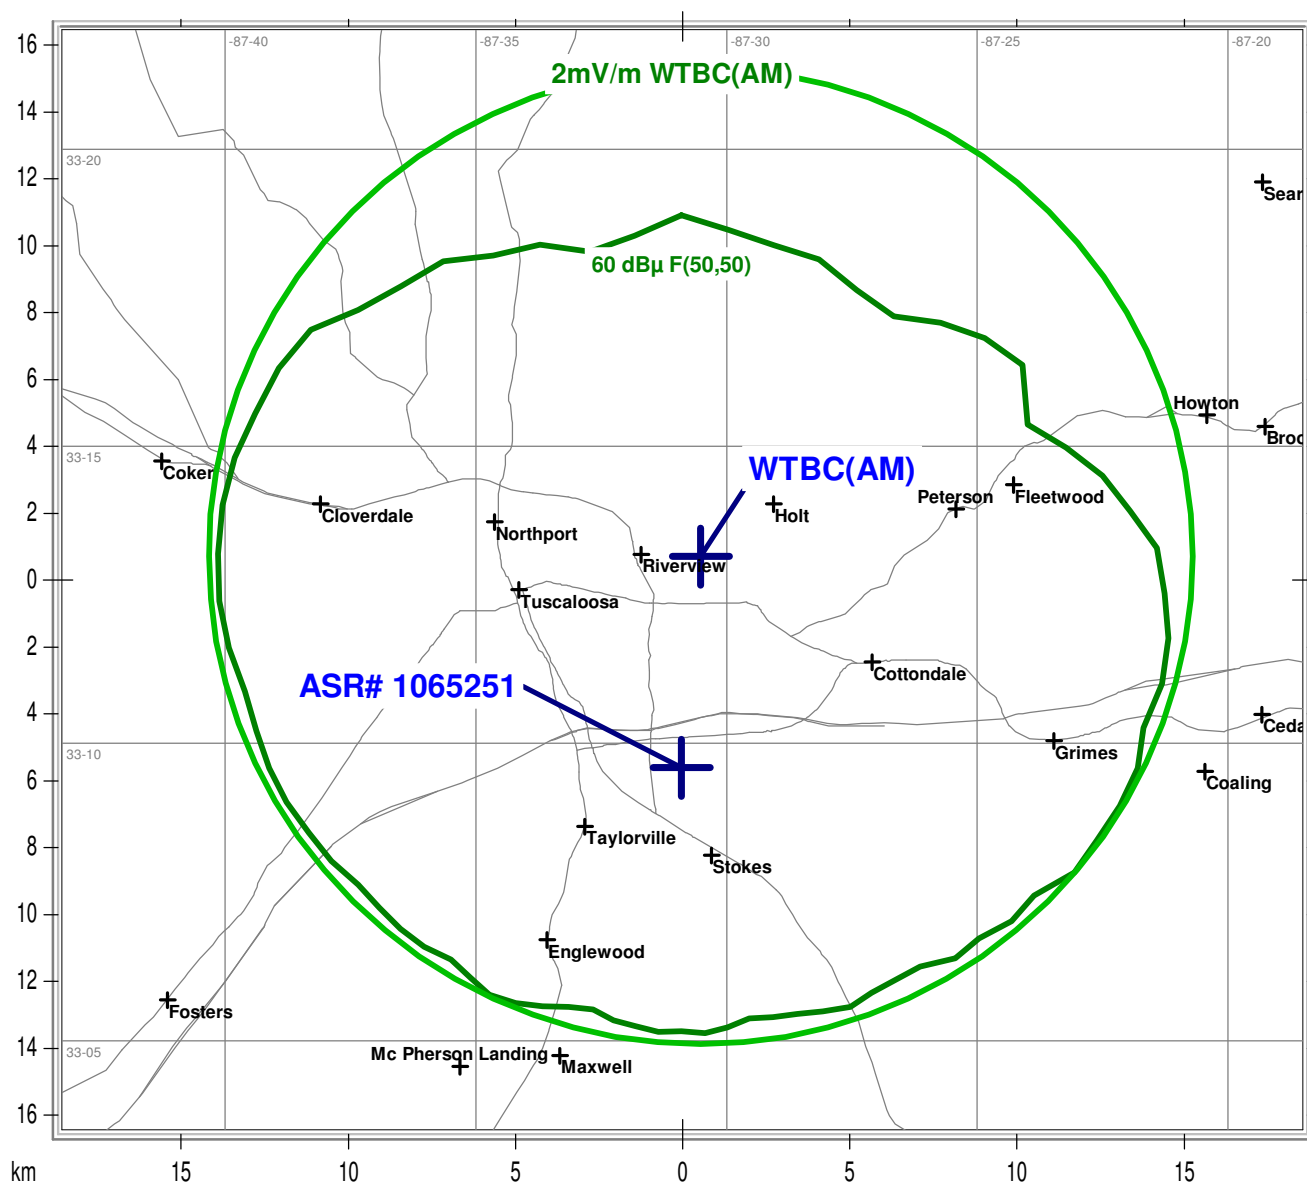 16
-87-40
-87-35
-87-30
-87-25
-87-20
2mV/m WTBC(AM)
14
33-20
12
Sear
10
60 dBµ F(50,50)
8
6
Howton
4
Broo
33-15
Coker
WTBC(AM)
Peterson
Fleetwood
2
Cloverdale
Holt
Northport
Riverview
0
Tuscaloosa
2
Cottondale
ASR# 1065251
4
Ceda
33-10
Grimes
6
Coaling
8
Taylorville
Stokes
10
Englewood
12
Fosters
14
33-05
Mc Pherson Landing
Maxwell
16
km
15
10
5
0
5
10
15